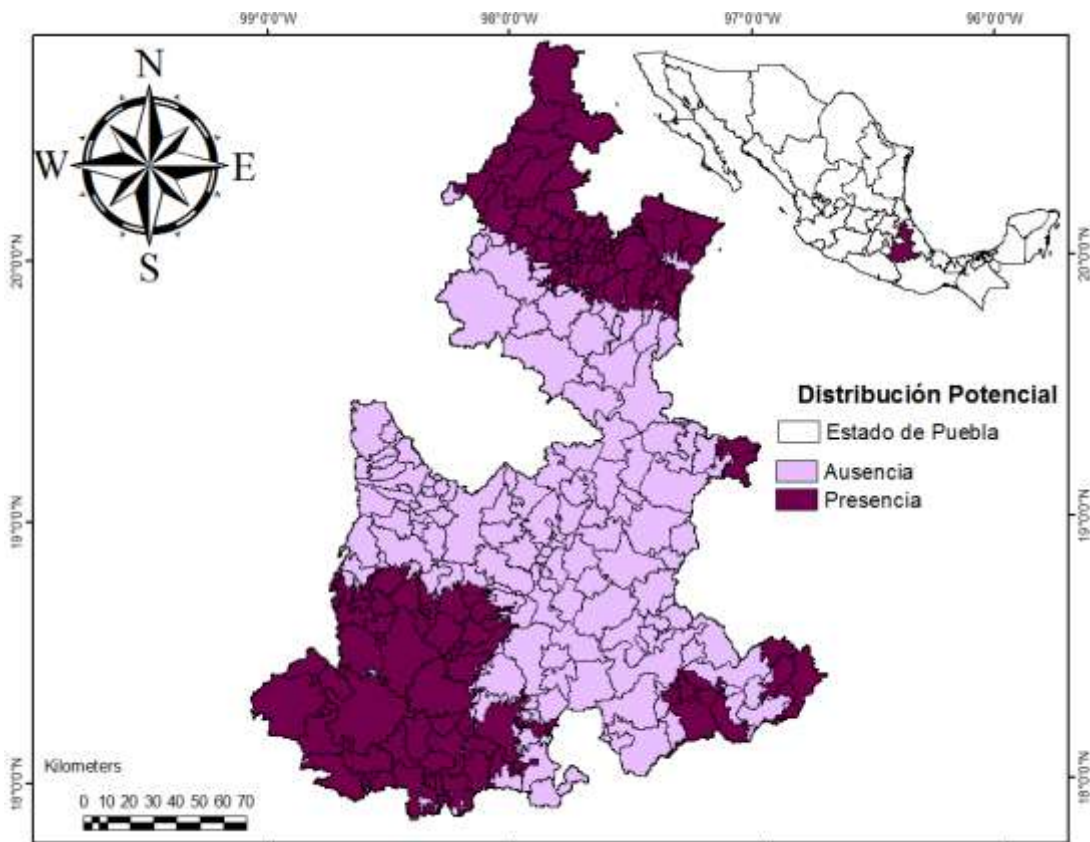 99°0'0"W 98°0'0"W 97°0'0"W 96°0'0"W
N
W E
S
20°0'0"N 20°0'0"N
Distribución Potencial
Estado de Puebla
Ausencia
Presencia
19°0'0"N 19°0'0"N
18°0'0"N 18°0'0"N
Kilometers
0 10 20 30 40 50 60 70